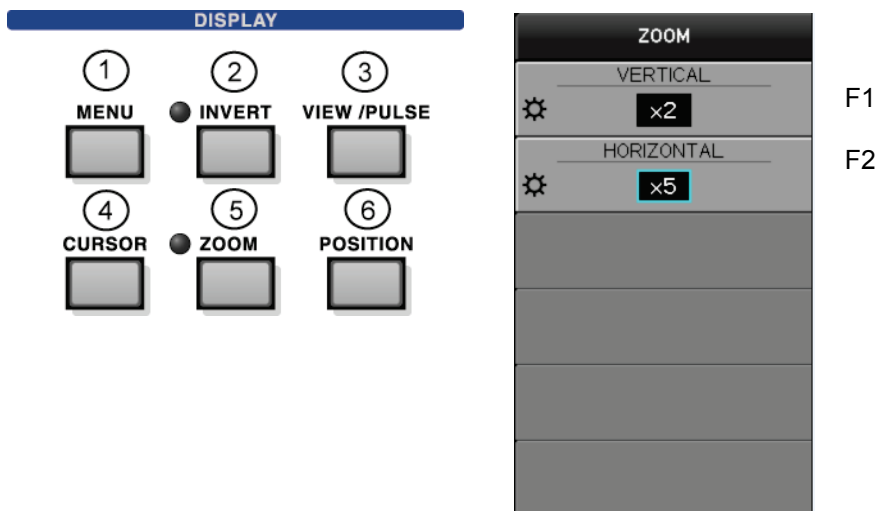 DISPLAY
1 2 3
MENU INVERT VIEW /PULSE
4 5 6
CURSOR ZOOM POSITION
ZOOM
VERTICAL
×2
F1
HORIZONTAL
×5
F2